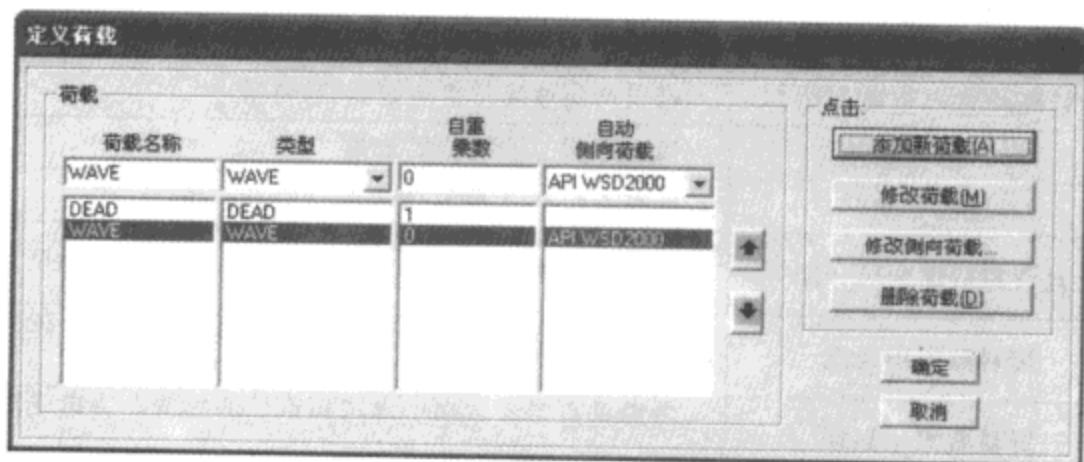 定义荷载
荷载
荷载名称 类型 自重乘数 自动侧向荷载
WAVE WAVE 0 API WSD2000
DEAD DEAD 1
WAVE WAVE 0 API WSD2000
点击:
添加新荷载(A)
修改荷载(M)
修改侧向荷载...
删除荷载(D)
确定
取消